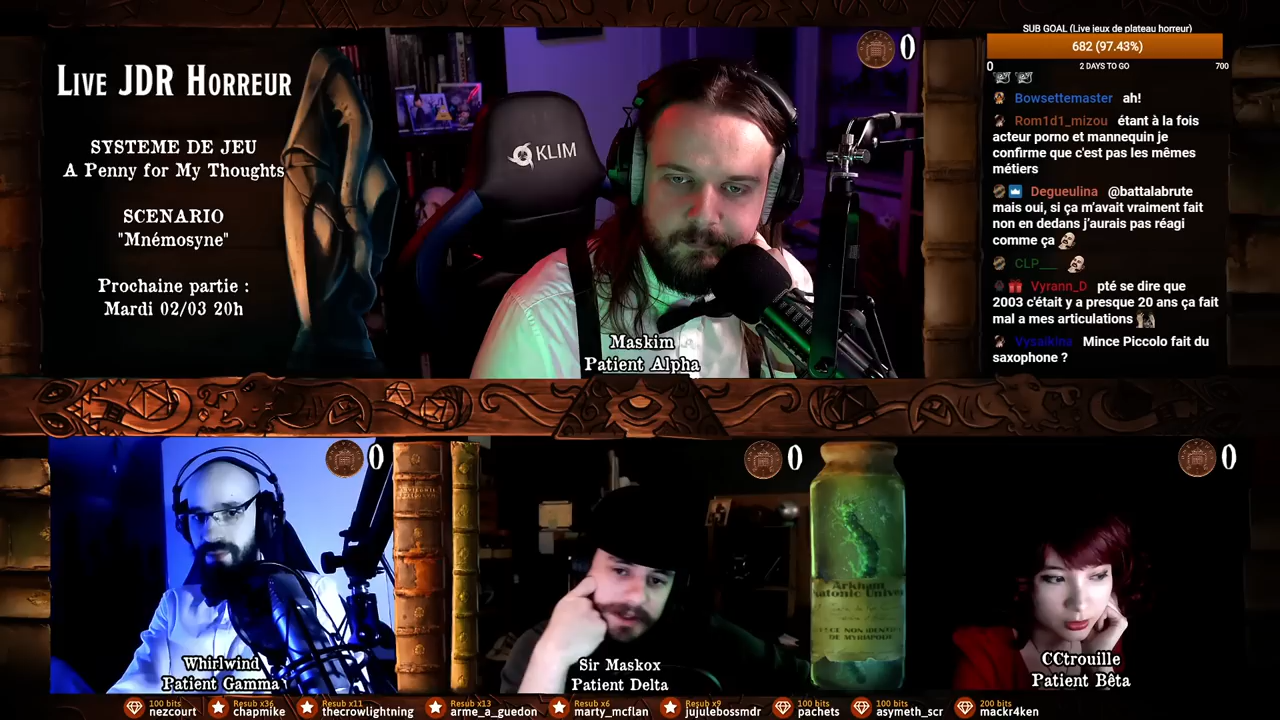 LIVE JDR HORREUR
SYSTEME DE JEU
A Penny for My Thoughts
SCENARIO
"Mnémosyne"
Prochaine partie :
Mardi 02/03 20h
KLIM
0
Maskim
Patient Alpha
SUB GOAL (Live jeux de plateau horreur)
682 (97.43%)
0
2 DAYS TO GO
700
Bowsettemaster ah!
Rom1d1_mizou étant à la fois
acteur porno et mannequin je
confirme que c'est pas les mêmes
métiers
Degueulina @battalabrute
mais oui, si ça m'avait vraiment fait
non en dedans j'aurais pas réagi
comme ça
CLP___
Vyrann_D pté se dire que
2003 c'était y a presque 20 ans ça fait
mal a mes articulations
Vysaikina Mince Piccolo fait du
saxophone ?
0
Whirlwind
Patient Gamma
0
Sir Maskox
Patient Delta
Arkham
DE MYRIAPODE
0
CCtrouille
Patient Bêta
100 bits
nezcourt
Resub x36
chapmike
Resub x11
thecrowlightning
Resub x13
arme_a_guedon
Resub x6
marty_mcflan
Resub x9
jujulebossmdr
100 bits
pachets
100 bits
asymeth_scr
200 bits
mackr4ken